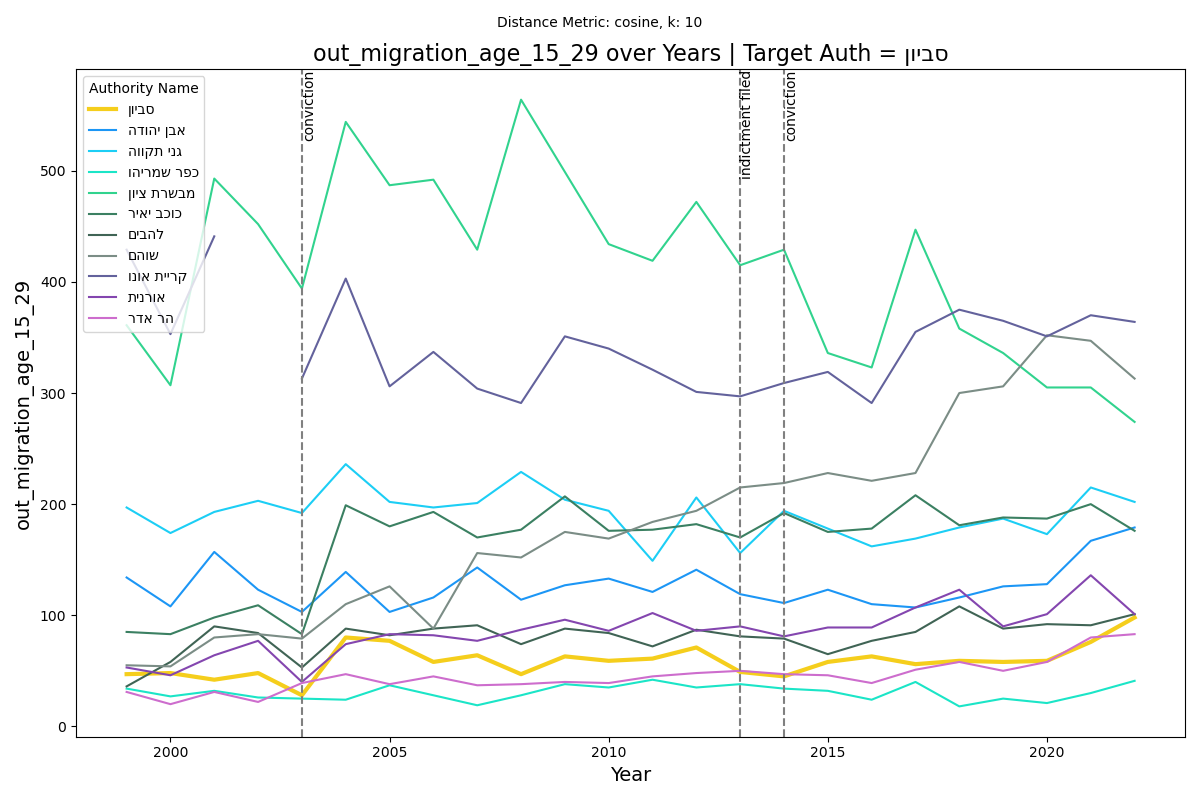 Distance Metric: cosine, k: 10
out_migration_age_15_29 over Years | Target Auth = סביון
Authority Name
סביון
אבן יהודה
גני תקווה
כפר שמריהו
מבשרת ציון
כוכב יאיר
להבים
שוהם
קריית אונו
אורנית
הר אדר
conviction
indictment filed
conviction
out_migration_age_15_29
500
400
300
200
100
0
2000
2005
2010
2015
2020
Year